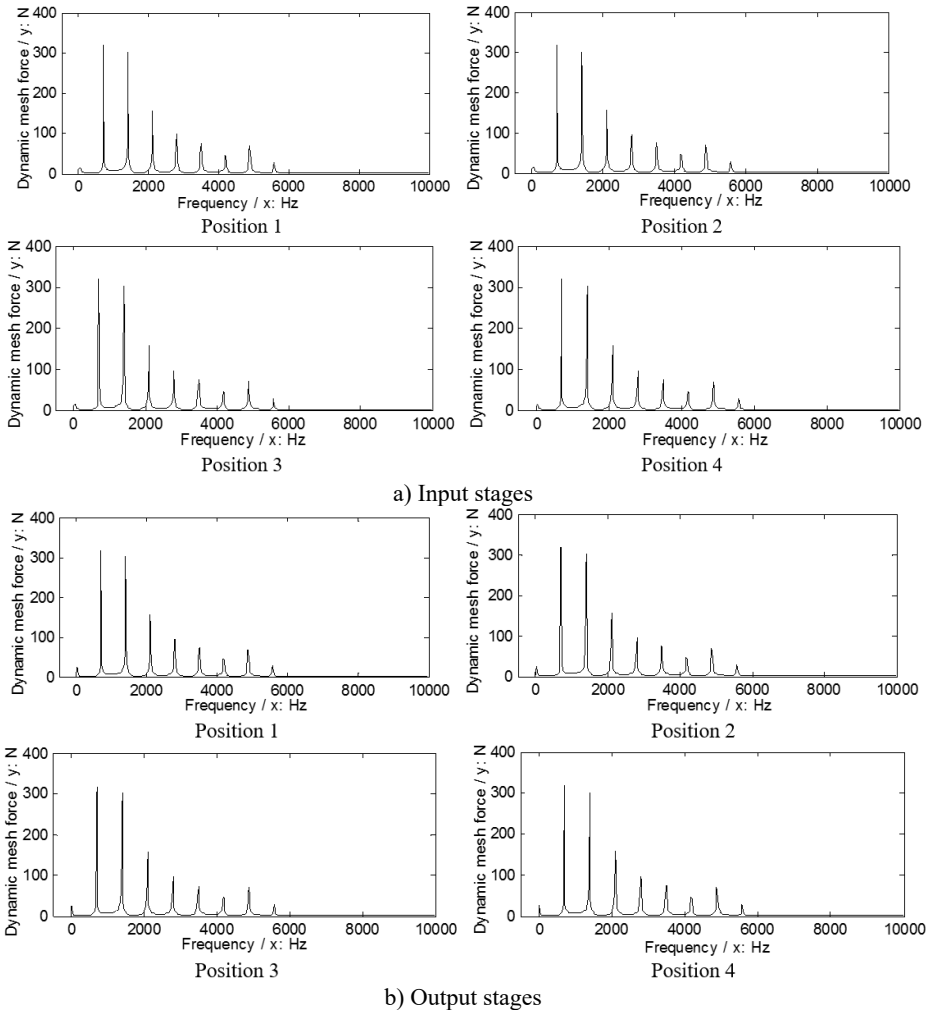 Dynamic mesh force / y: N
400
300
200
100
0
0 2000 4000 6000 8000 10000
Frequency / x: Hz
Position 1
Dynamic mesh force / y: N
400
300
200
100
0
0 2000 4000 6000 8000 10000
Frequency / x: Hz
Position 2
Dynamic mesh force / y: N
400
300
200
100
0
0 2000 4000 6000 8000 10000
Frequency / x: Hz
Position 3
Dynamic mesh force / y: N
400
300
200
100
0
0 2000 4000 6000 8000 10000
Frequency / x: Hz
Position 4
a) Input stages
Dynamic mesh force / y: N
400
300
200
100
0
0 2000 4000 6000 8000 10000
Frequency / x: Hz
Position 1
Dynamic mesh force / y: N
400
300
200
100
0
0 2000 4000 6000 8000 10000
Frequency / x: Hz
Position 2
Dynamic mesh force / y: N
400
300
200
100
0
0 2000 4000 6000 8000 10000
Frequency / x: Hz
Position 3
Dynamic mesh force / y: N
400
300
200
100
0
0 2000 4000 6000 8000 10000
Frequency / x: Hz
Position 4
b) Output stages